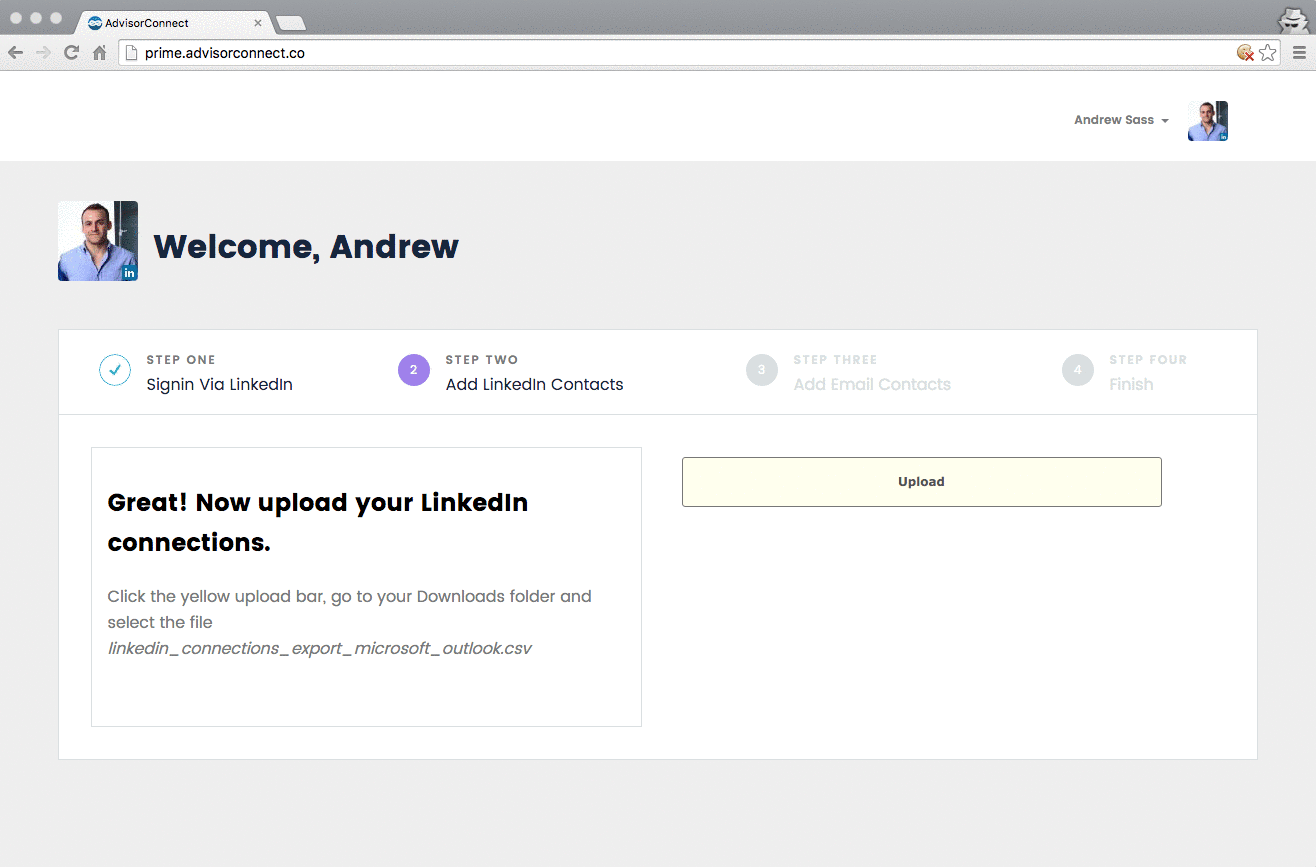 AdvisorConnect
prime.advisorconnect.co
Andrew Sass
in
in
Welcome, Andrew
STEP ONE
Signin Via LinkedIn
2
STEP TWO
Add LinkedIn Contacts
3
STEP THREE
Add Email Contacts
4
STEP FOUR
Finish
Great! Now upload your LinkedIn
connections.
Click the yellow upload bar, go to your Downloads folder and
select the file
linkedin_connections_export_microsoft_outlook.csv
Upload